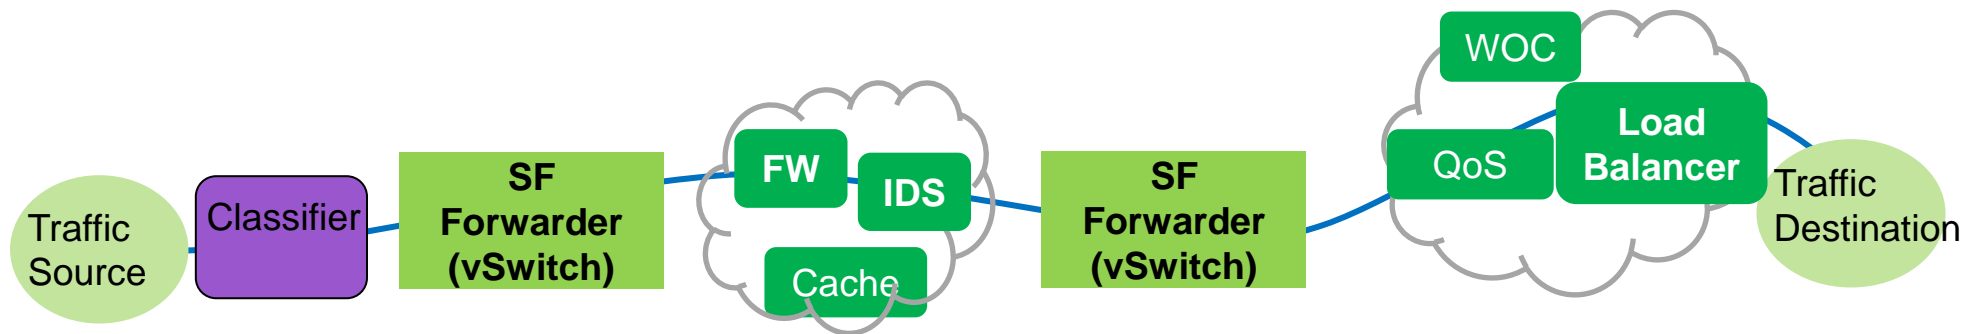 Traffic
Source
Classifier
SF
Forwarder
(vSwitch)
FW
IDS
Cache
SF
Forwarder
(vSwitch)
WOC
QoS
Load
Balancer
Traffic
Destination